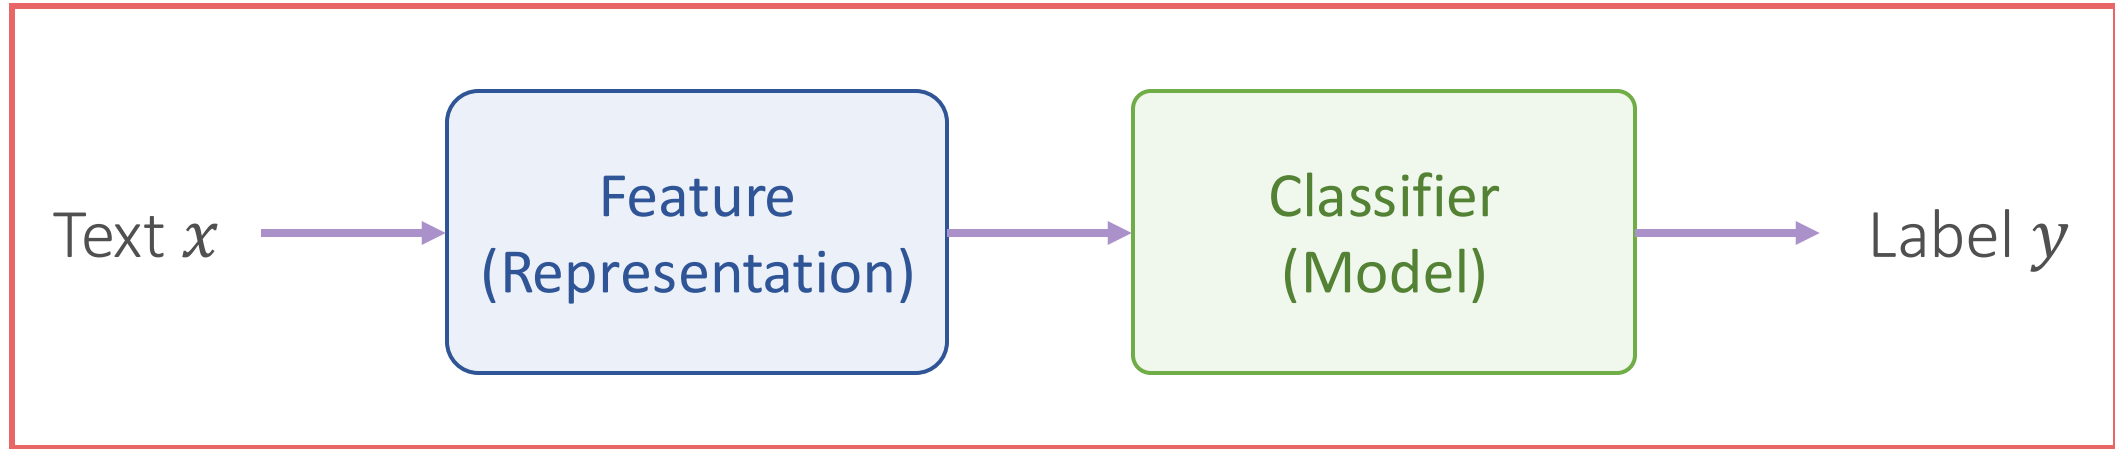 Text x
Feature
(Representation)
Classifier
(Model)
Label y